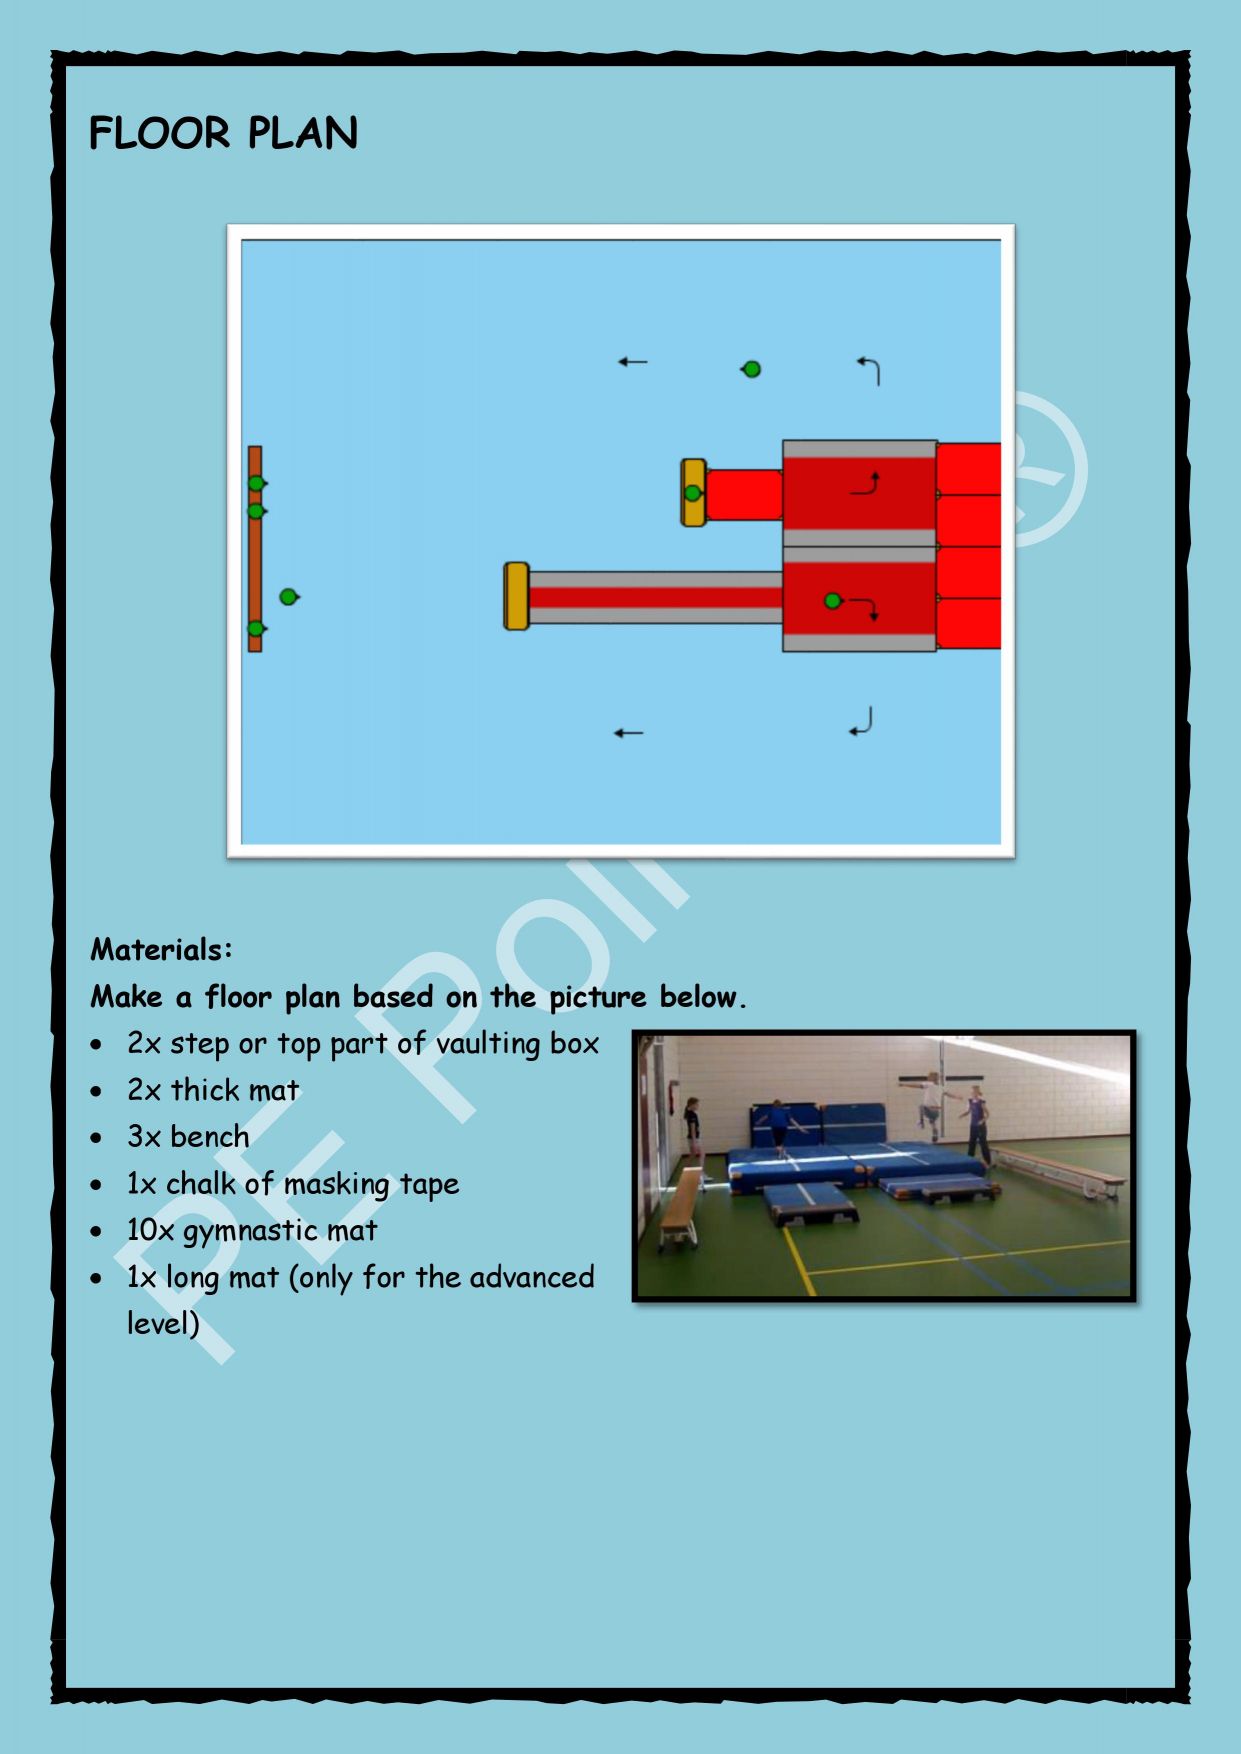 FLOOR PLAN
R
PE Poi
Materials:
Make a floor plan based on the picture below.
• 2x step or top part of vaulting box
• 2x thick mat
• 3x bench
• 1x chalk of masking tape
• 10x gymnastic mat
• 1x long mat (only for the advanced
level)